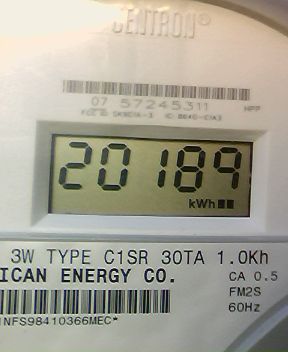 CENTRON®
07 57245311
HPP
20189
kWh
3W TYPE C1SR 30TA 1.0Kh
ICAN ENERGY CO.
CA 0.5
FM2S
60Hz
NFS98410366MEC*